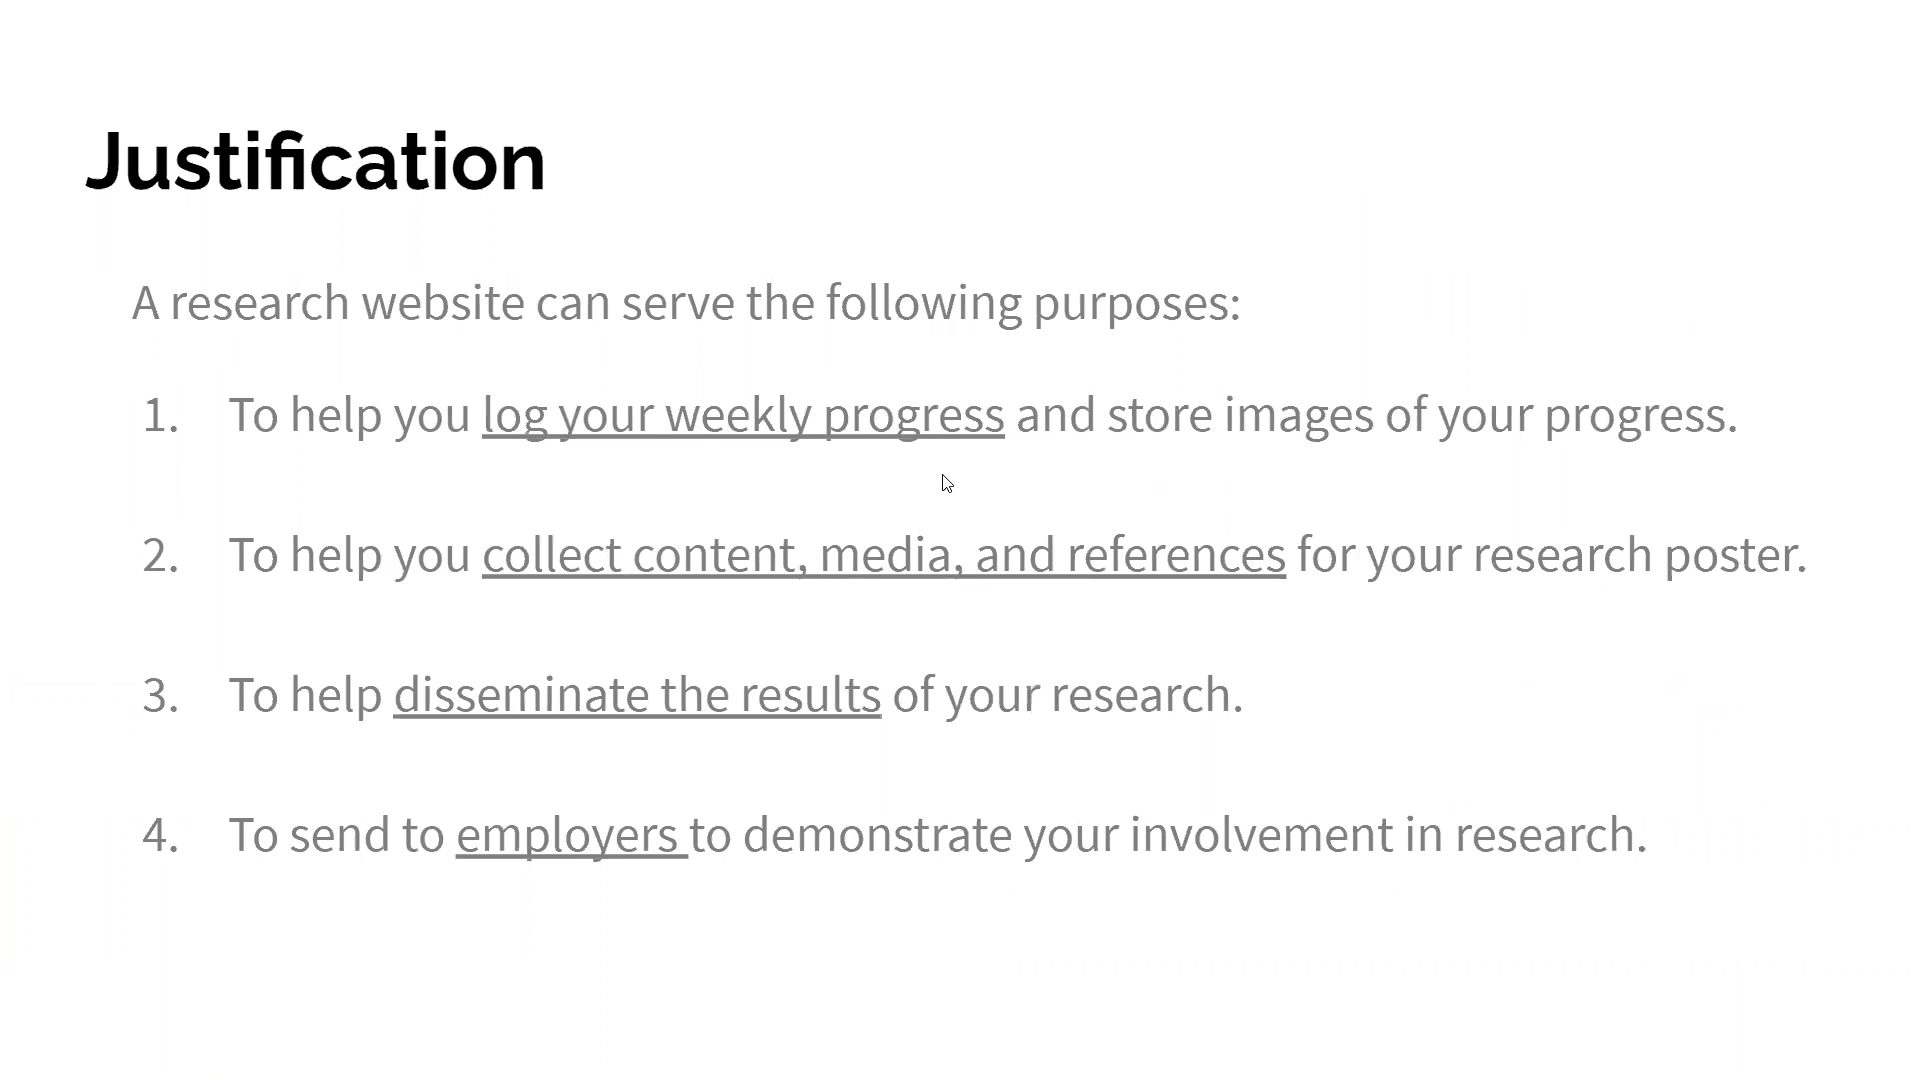 Justification
A research website can serve the following purposes:
1. To help you log your weekly progress and store images of your progress.
2. To help you collect content, media, and references for your research poster.
3. To help disseminate the results of your research.
4. To send to employers to demonstrate your involvement in research.